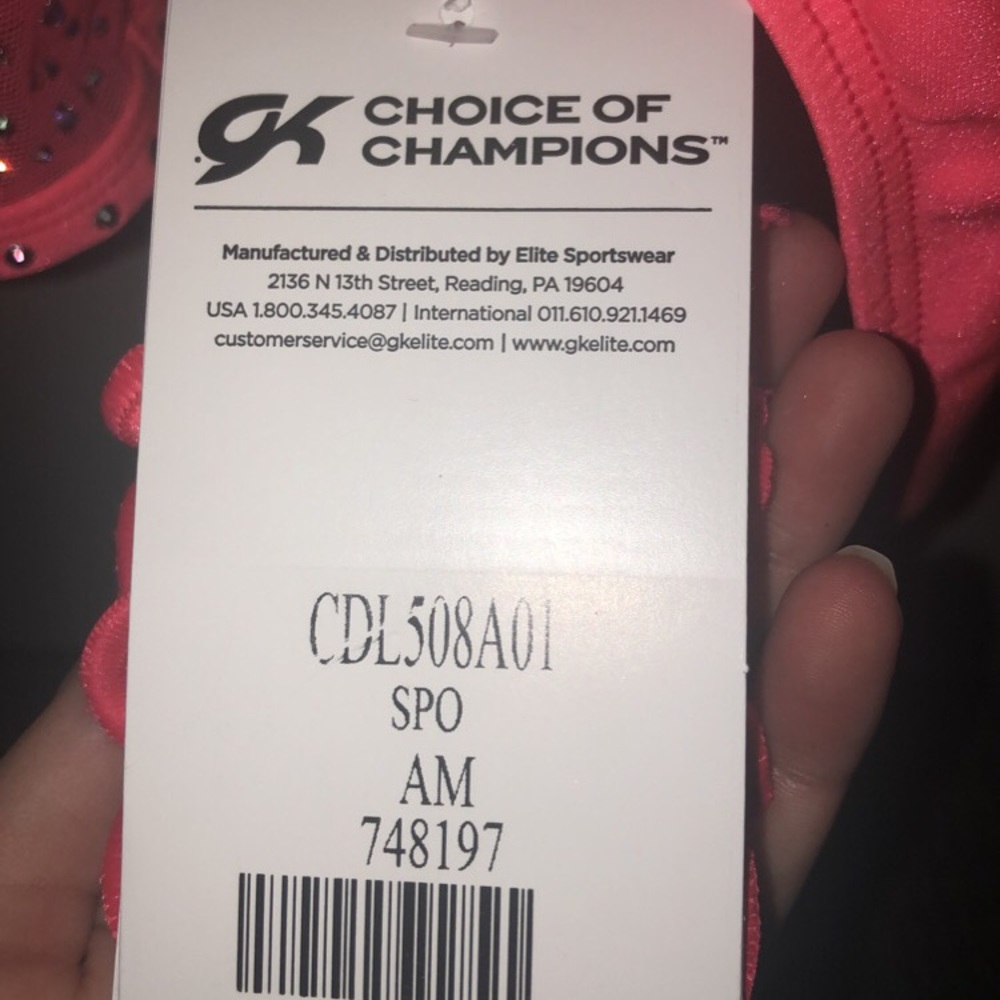 GK CHOICE OF
CHAMPIONS™
Manufactured & Distributed by Elite Sportswear
2136 N 13th Street, Reading, PA 19604
USA 1.800.345.4087 | International 011.610.921.1469
customerservice@gkelite.com | www.gkelite.com
CDL508A01
SPO
AM
748197